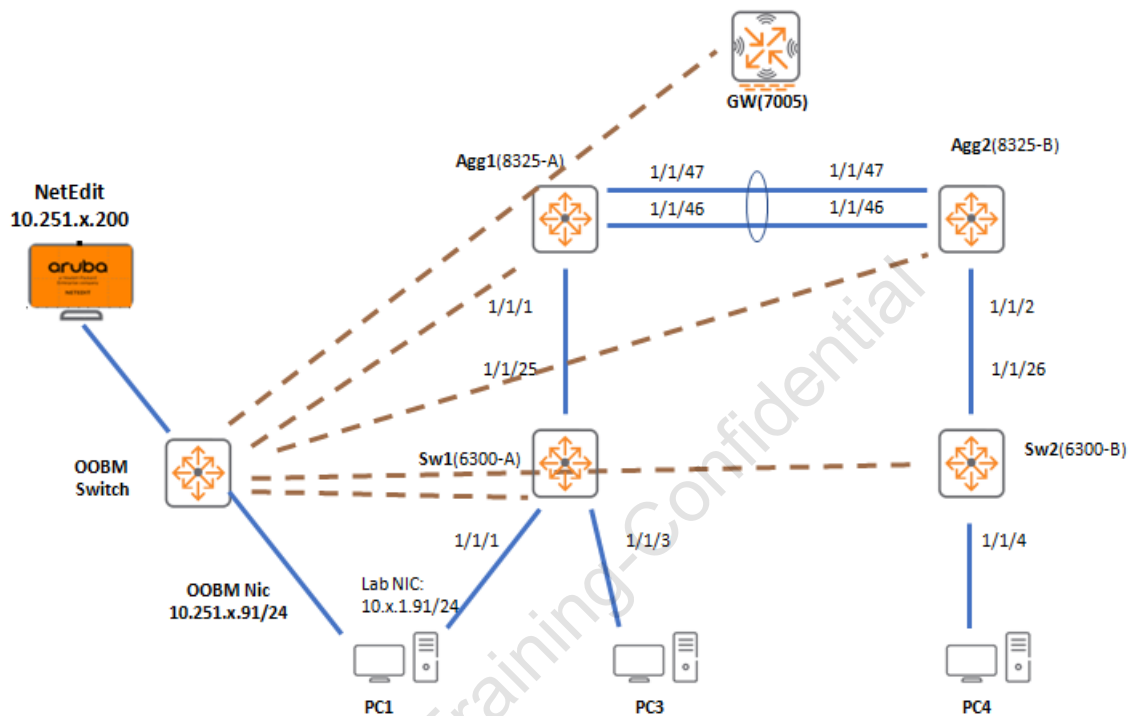 GW(7005)
Agg1(8325-A)
Agg2(8325-B)
1/1/47
1/1/47
1/1/46
1/1/46
NetEdit
10.251.x.200
aruba
NETEDIT
1/1/1
1/1/2
1/1/25
1/1/26
OOBM
Switch
Sw1(6300-A)
Sw2(6300-B)
1/1/1
1/1/3
1/1/4
OOBM Nic
10.251.x.91/24
Lab NIC:
10.x.1.91/24
PC1
PC3
PC4
Training-Confidential